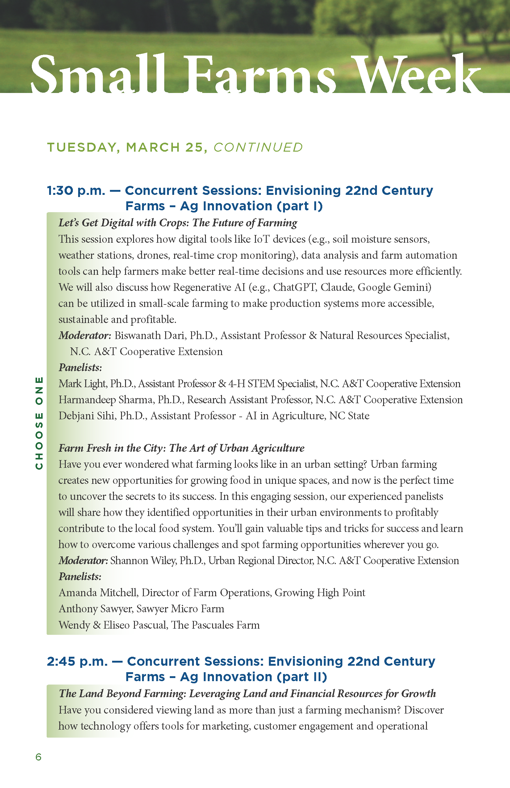 Small Farms Week
TUESDAY, MARCH 25, CONTINUED
1:30 p.m. — Concurrent Sessions: Envisioning 22nd Century
Farms – Ag Innovation (part I)
CHOOSE ONE
Let's Get Digital with Crops: The Future of Farming
This session explores how digital tools like IoT devices (e.g., soil moisture sensors,
weather stations, drones, real-time crop monitoring), data analysis and farm automation
tools can help farmers make better real-time decisions and use resources more efficiently.
We will also discuss how Regenerative AI (e.g., ChatGPT, Claude, Google Gemini)
can be utilized in small-scale farming to make production systems more accessible,
sustainable and profitable.
Moderator: Biswanath Dari, Ph.D., Assistant Professor & Natural Resources Specialist,
N.C. A&T Cooperative Extension
Panelists:
Mark Light, Ph.D., Assistant Professor & 4-H STEM Specialist, N.C. A&T Cooperative Extension
Harmandeep Sharma, Ph.D., Research Assistant Professor, N.C. A&T Cooperative Extension
Debjani Sihi, Ph.D., Assistant Professor - AI in Agriculture, NC State
Farm Fresh in the City: The Art of Urban Agriculture
Have you ever wondered what farming looks like in an urban setting? Urban farming
creates new opportunities for growing food in unique spaces, and now is the perfect time
to uncover the secrets to its success. In this engaging session, our experienced panelists
will share how they identified opportunities in their urban environments to profitably
contribute to the local food system. You'll gain valuable tips and tricks for success and learn
how to overcome various challenges and spot farming opportunities wherever you go.
Moderator: Shannon Wiley, Ph.D., Urban Regional Director, N.C. A&T Cooperative Extension
Panelists:
Amanda Mitchell, Director of Farm Operations, Growing High Point
Anthony Sawyer, Sawyer Micro Farm
Wendy & Eliseo Pascual, The Pascuales Farm
2:45 p.m. — Concurrent Sessions: Envisioning 22nd Century
Farms – Ag Innovation (part II)
The Land Beyond Farming: Leveraging Land and Financial Resources for Growth
Have you considered viewing land as more than just a farming mechanism? Discover
how technology offers tools for marketing, customer engagement and operational
6